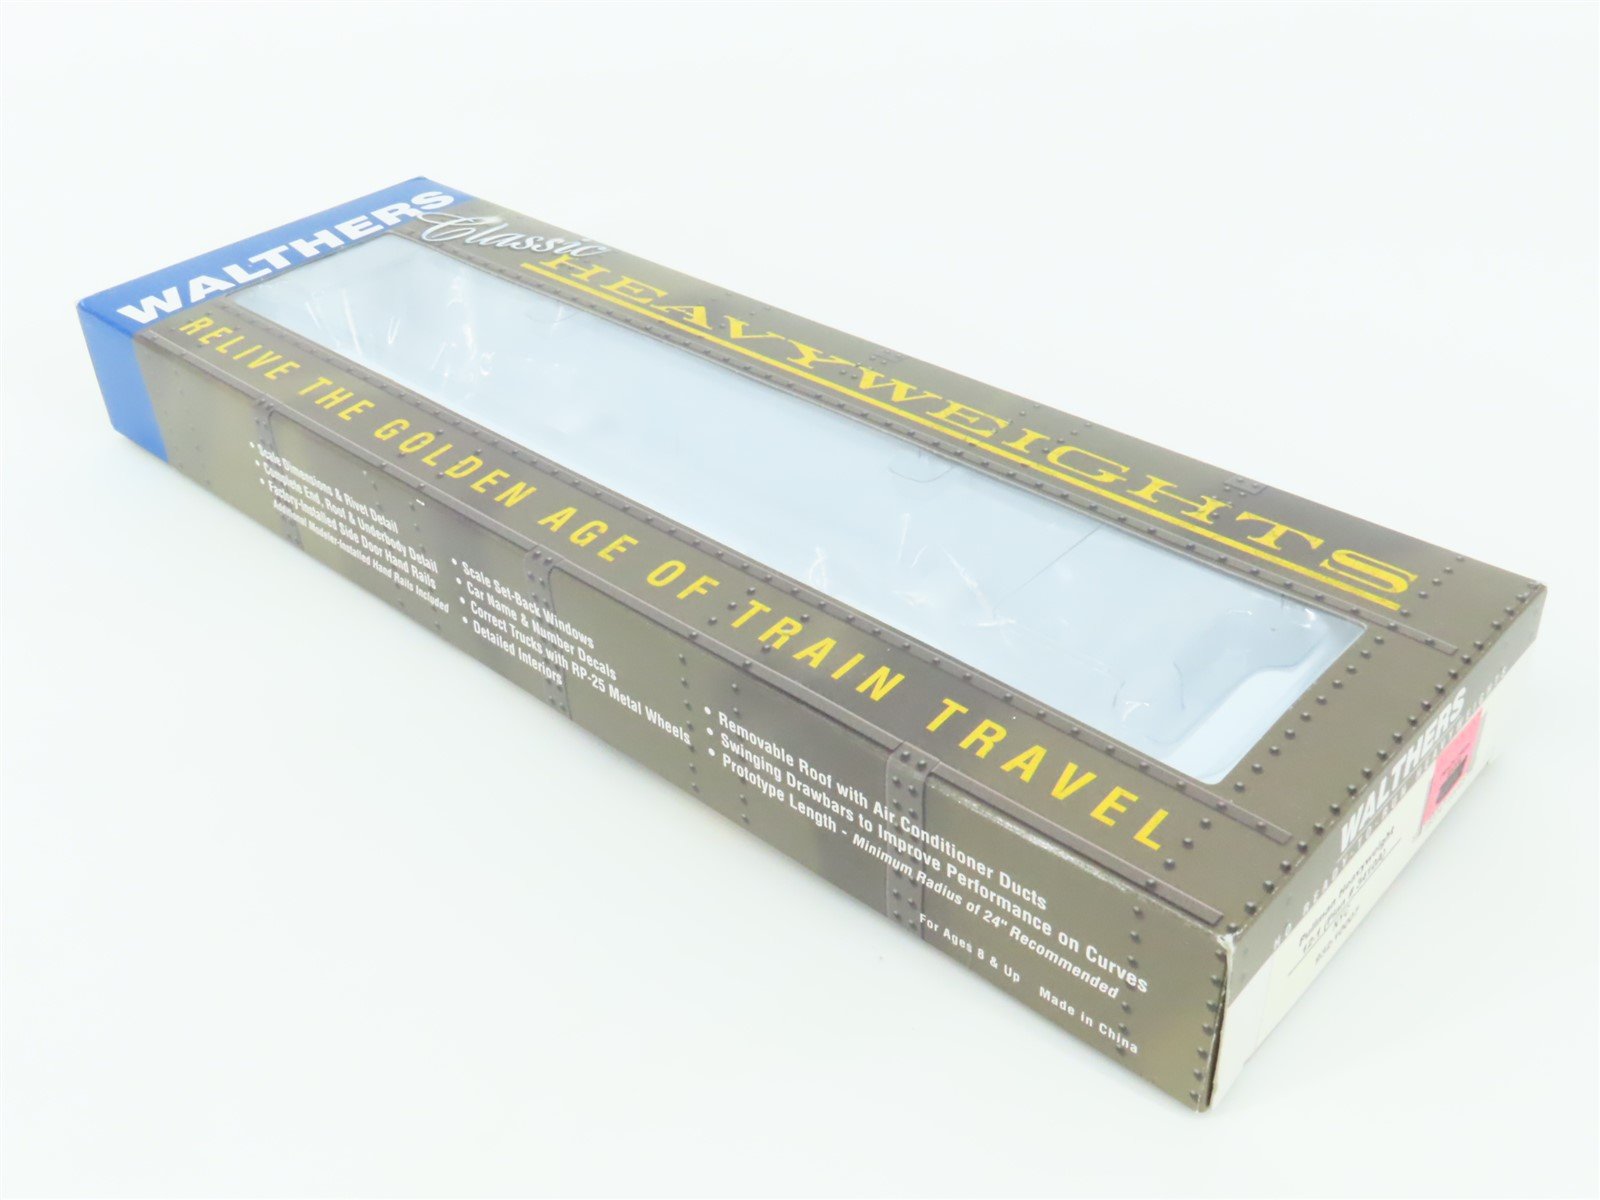 WALTHERS
Classic
HEAVYWEIGHTS
RELIVE THE GOLDEN AGE OF TRAIN TRAVEL
• Scale Dimensions & Rivet Detail
• Complete End, Roof & Underbody Detail
• Factory-Installed Side Door Hand Rails
Additional Modeler-Installed Hand Rails Included
• Scale Set-Back Windows
• Car Name & Number Decals
• Correct Trucks with RP-25 Metal Wheels
• Detailed Interiors
• Removable Roof with Air Conditioner Ducts
• Swinging Drawbars to Improve Performance on Curves
• Prototype Length - Minimum Radius of 24" Recommended
For Ages 8 & Up
Made in China
WALTHERS
Pullman Heavyweight